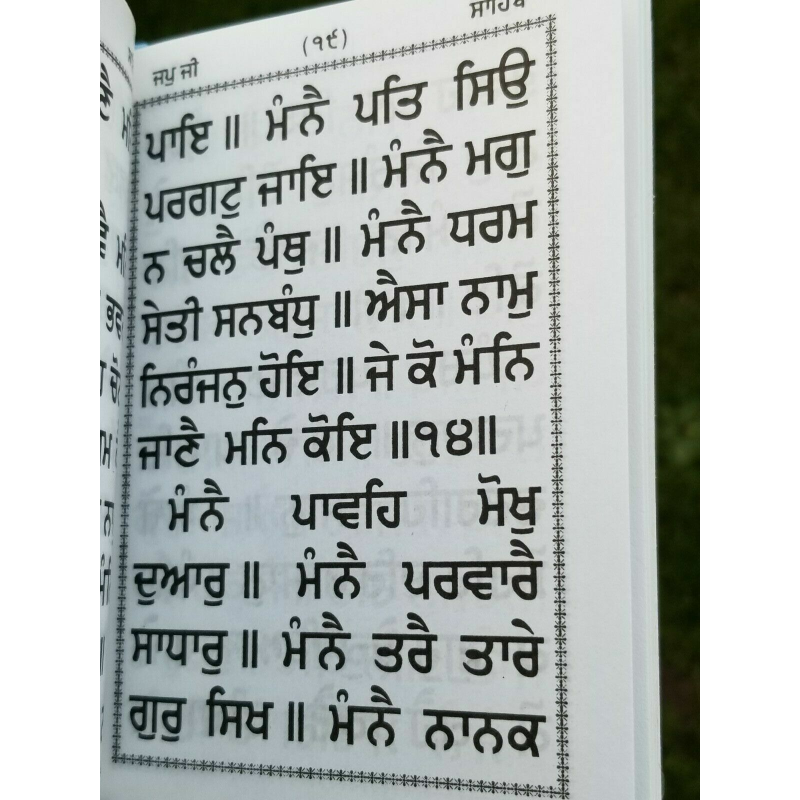 ਜਪੁ ਜੀ (੧੯) ਸਾਹਿਬ
ਪਾਇ ॥ ਮੰਨੈ ਪਤਿ ਸਿਉ
ਪਰਗਟੁ ਜਾਇ ॥ ਮੰਨੈ ਮਗੁ
ਨ ਚਲੈ ਪੰਥੁ ॥ ਮੰਨੈ ਧਰਮ
ਸੇਤੀ ਸਨਬੰਧੁ ॥ ਐਸਾ ਨਾਮੁ
ਨਿਰੰਜਨੁ ਹੋਇ ॥ ਜੇ ਕੋ ਮੰਨਿ
ਜਾਣੈ ਮਨਿ ਕੋਇ ॥੧੪॥
ਮੰਨੈ ਪਾਵਹਿ ਮੋਖੁ
ਦੁਆਰੁ ॥ ਮੰਨੈ ਪਰਵਾਰੈ
ਸਾਧਾਰੁ ॥ ਮੰਨੈ ਤਰੈ ਤਾਰੇ
ਗੁਰੁ ਸਿਖ ॥ ਮੰਨੈ ਨਾਨਕ